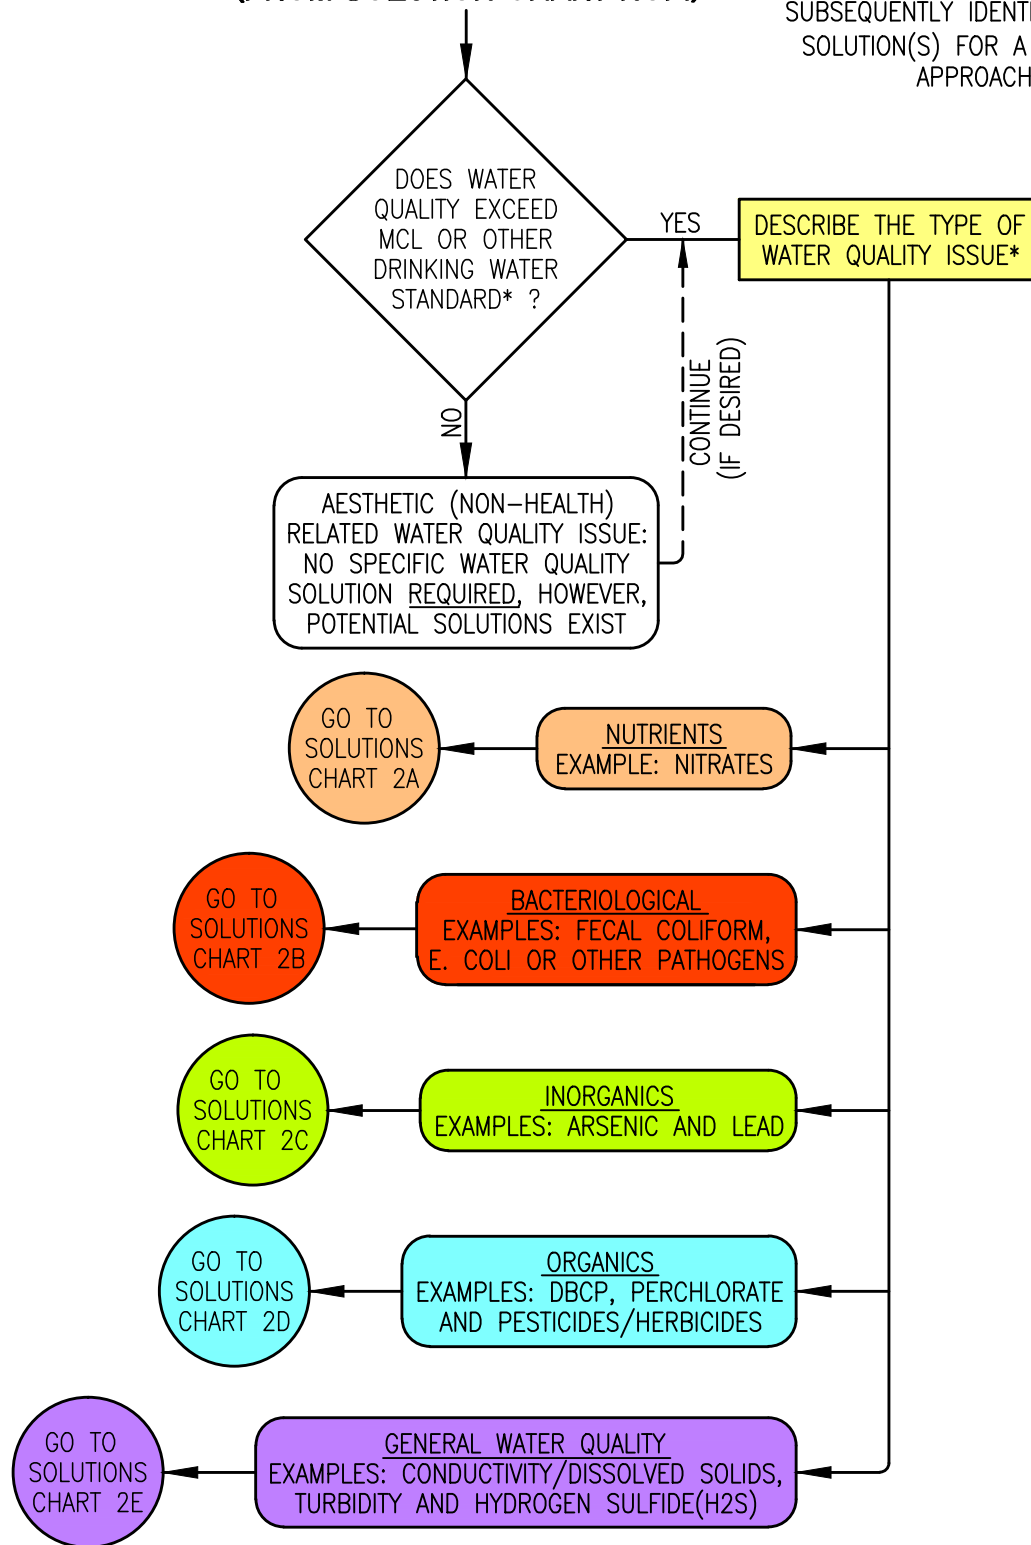 SUBSEQUENTLY
SOLUTION(S) FOR A
APPROACH
DOES WATER
QUALITY EXCEED
MCL OR OTHER
DRINKING WATER
STANDARD* ?
YES
DESCRIBE THE TYPE OF
WATER QUALITY ISSUE*
NO
CONTINUE
(IF DESIRED)
AESTHETIC (NON-HEALTH)
RELATED WATER QUALITY ISSUE:
NO SPECIFIC WATER QUALITY
SOLUTION REQUIRED, HOWEVER,
POTENTIAL SOLUTIONS EXIST
GO TO
SOLUTIONS
CHART 2A
NUTRIENTS
EXAMPLE: NITRATES
GO TO
SOLUTIONS
CHART 2B
BACTERIOLOGICAL
EXAMPLES: FECAL COLIFORM,
E. COLI OR OTHER PATHOGENS
GO TO
SOLUTIONS
CHART 2C
INORGANICS
EXAMPLES: ARSENIC AND LEAD
GO TO
SOLUTIONS
CHART 2D
ORGANICS
EXAMPLES: DBCP, PERCHLORATE
AND PESTICIDES/HERBICIDES
GO TO
SOLUTIONS
CHART 2E
GENERAL WATER QUALITY
EXAMPLES: CONDUCTIVITY/DISSOLVED SOLIDS,
TURBIDITY AND HYDROGEN SULFIDE(H2S)